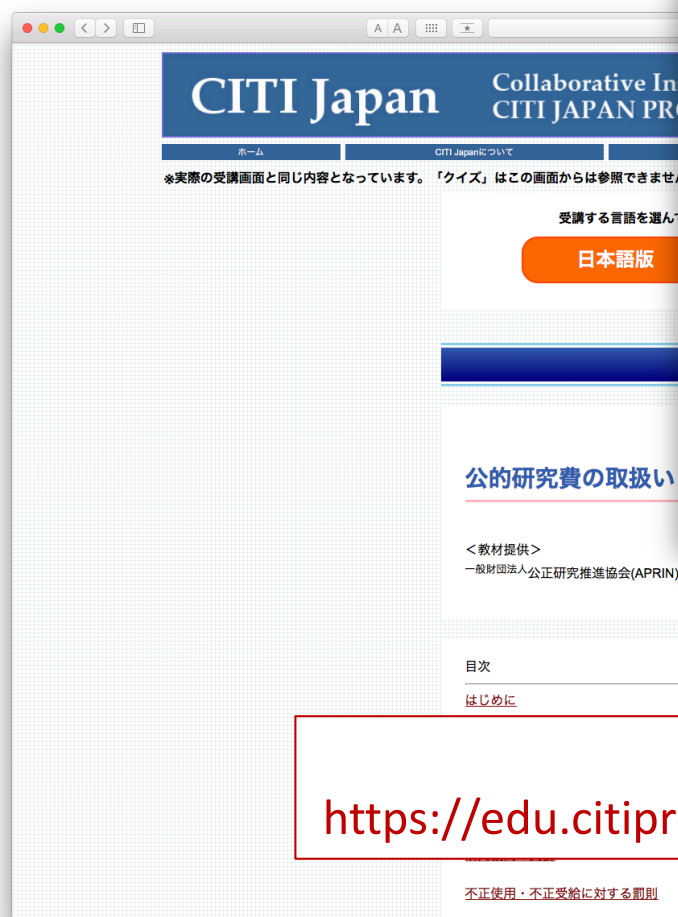 A A
CITI Japan
Collaborative In
CITI JAPAN PR
ホーム
CITI Japanについて
※実際の受講画面と同じ内容となっています。「クイズ」はこの画面からは参照できません
受講する言語を選んで
日本語版
公的研究費の取扱い
＜教材提供＞
一般財団法人公正研究推進協会(APRIN)
目次
はじめに
https://edu.citipr
不正使用・不正受給に対する罰則